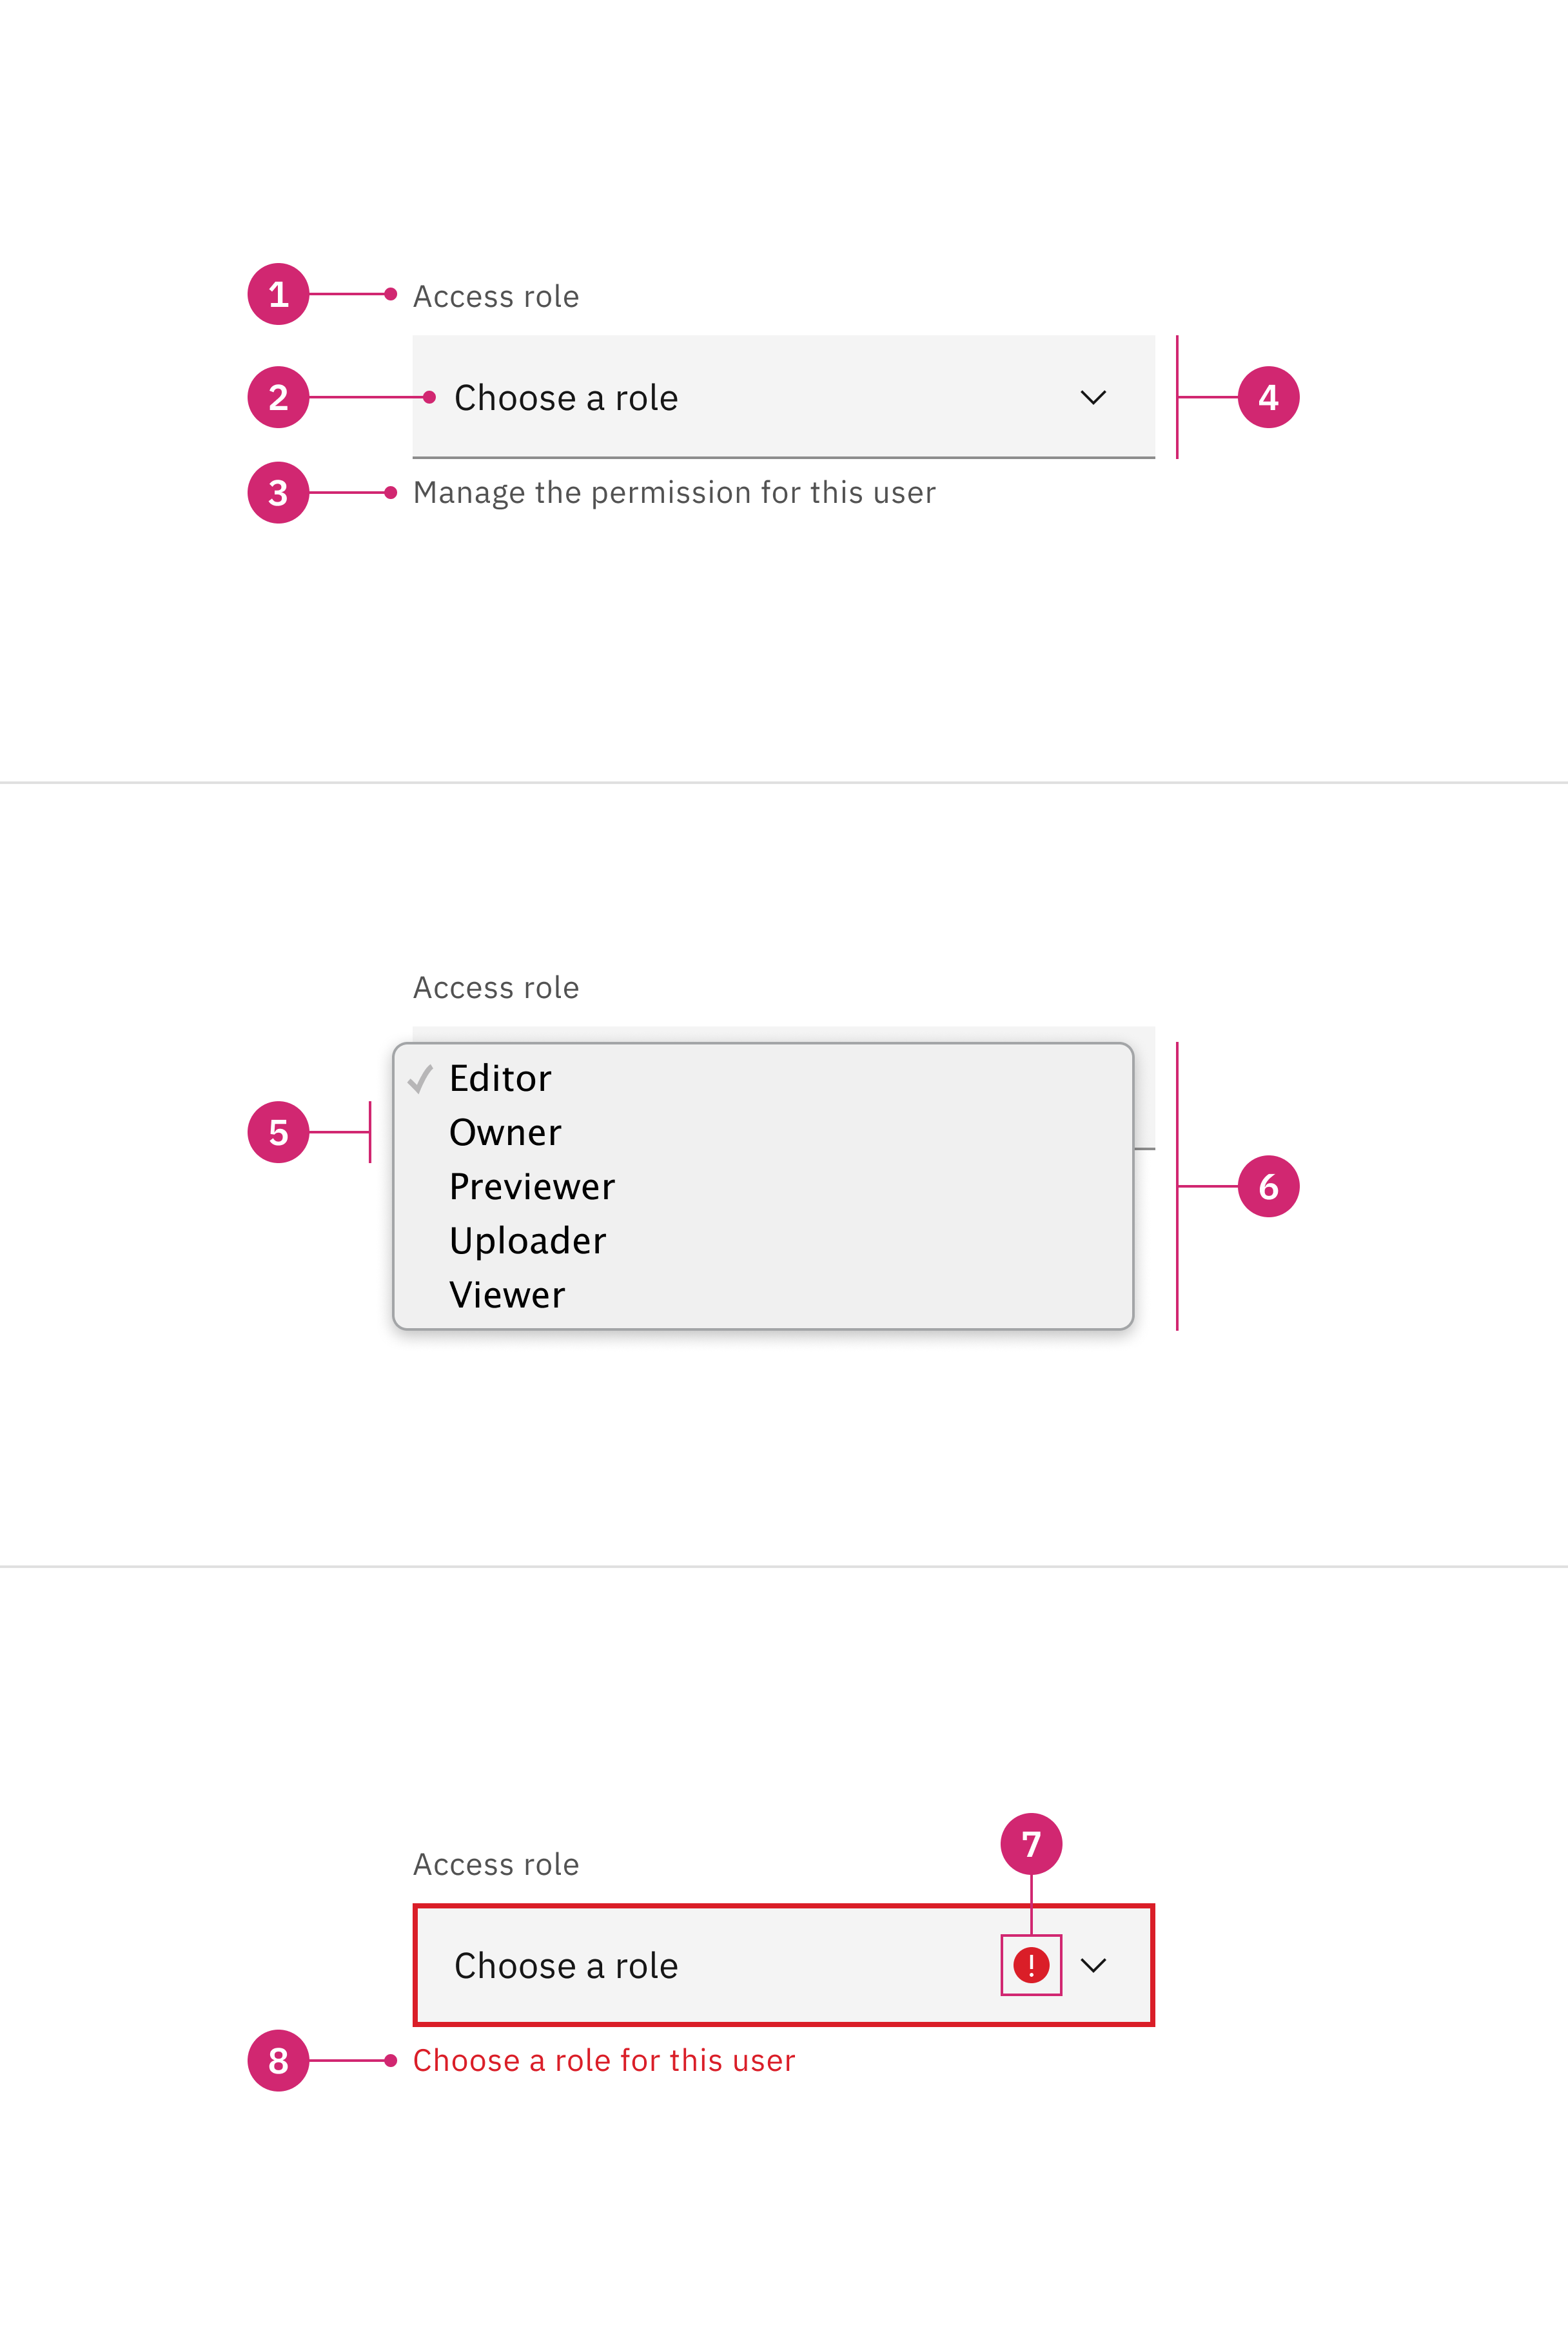 1 Access role
2 Choose a role 4
3 Manage the permission for this user
Access role
Editor
5 Owner
Previewer 6
Uploader
Viewer
7
Access role
Choose a role !
8 Choose a role for this user